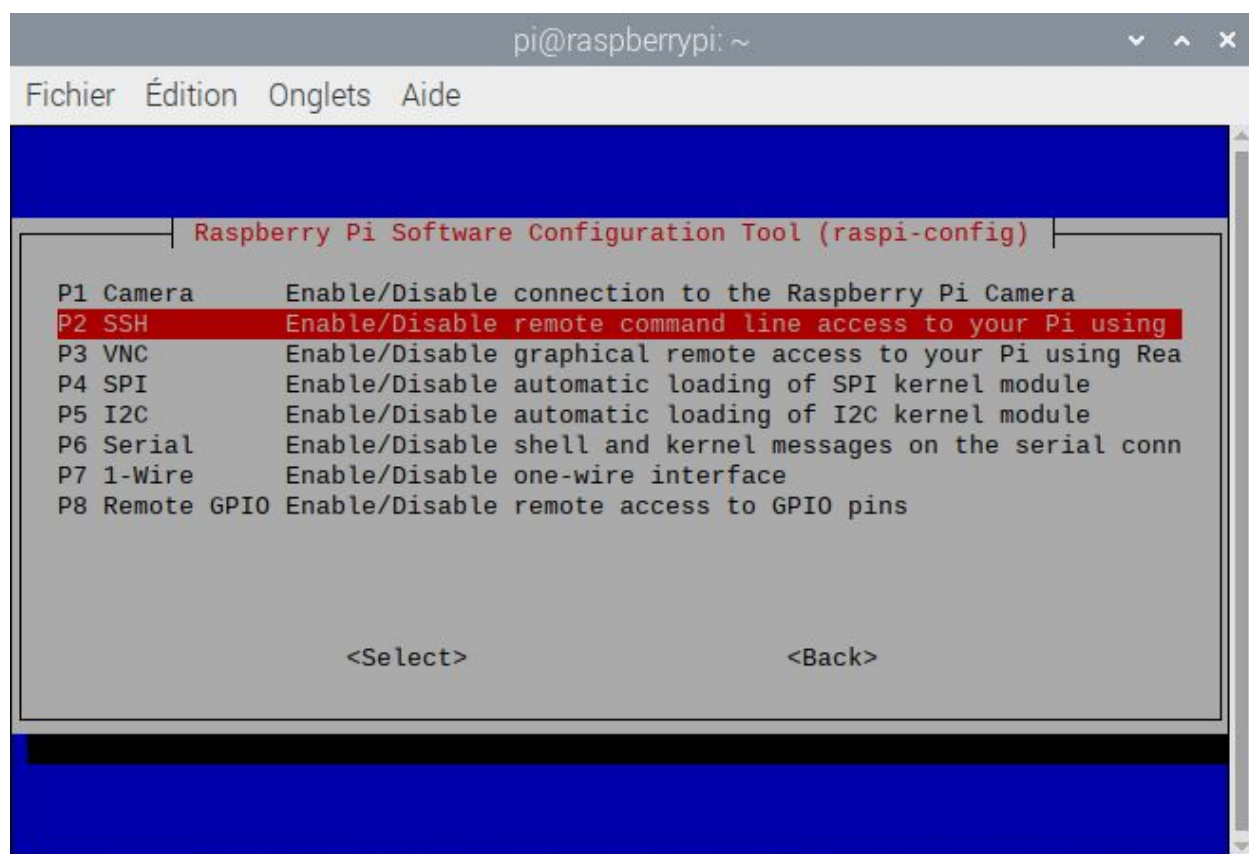 pi@raspberrypi: ~
Fichier Édition Onglets Aide
Raspberry Pi Software Configuration Tool (raspi-config)
P1 Camera Enable/Disable connection to the Raspberry Pi Camera
P2 SSH Enable/Disable remote command line access to your Pi using
P3 VNC Enable/Disable graphical remote access to your Pi using Rea
P4 SPI Enable/Disable automatic loading of SPI kernel module
P5 I2C Enable/Disable automatic loading of I2C kernel module
P6 Serial Enable/Disable shell and kernel messages on the serial conn
P7 1-Wire Enable/Disable one-wire interface
P8 Remote GPIO Enable/Disable remote access to GPIO pins
<Select> <Back>